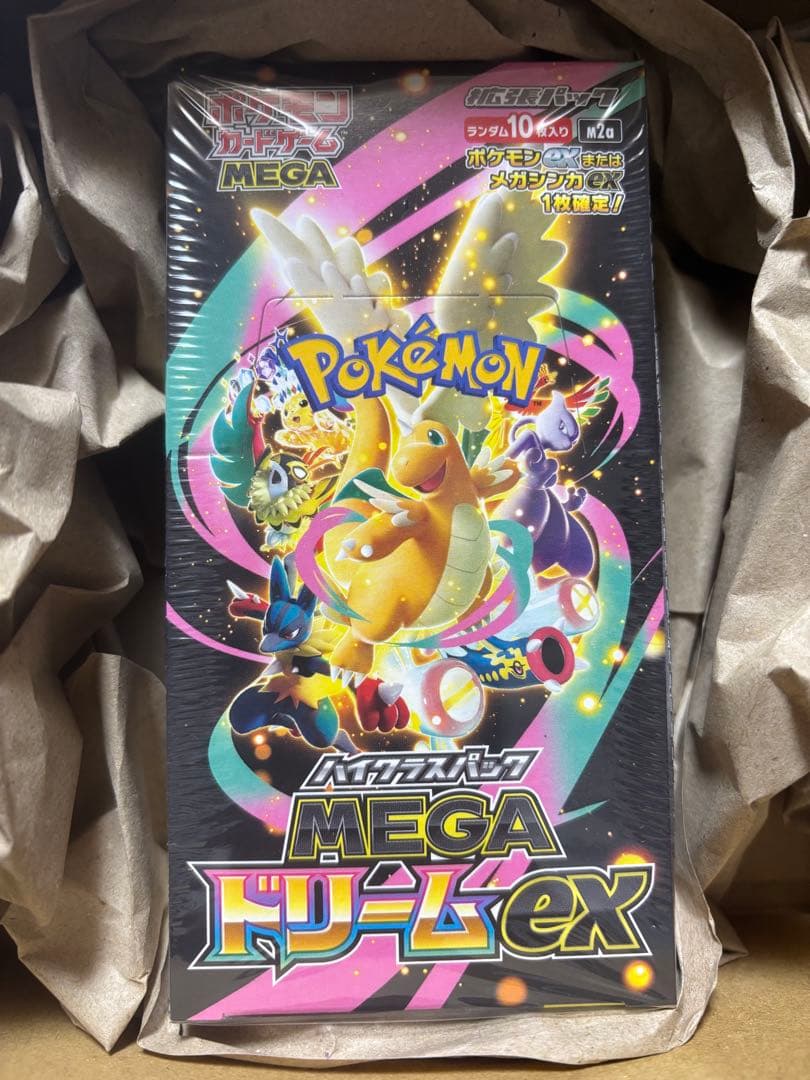 ポケモン
カードゲーム
MEGA
拡張パック
ランダム10枚入り M2a
ポケモンexまたは
メガシンカex
1枚確定!
POKéMON
ハイクラスパック
MEGA
ドリームex